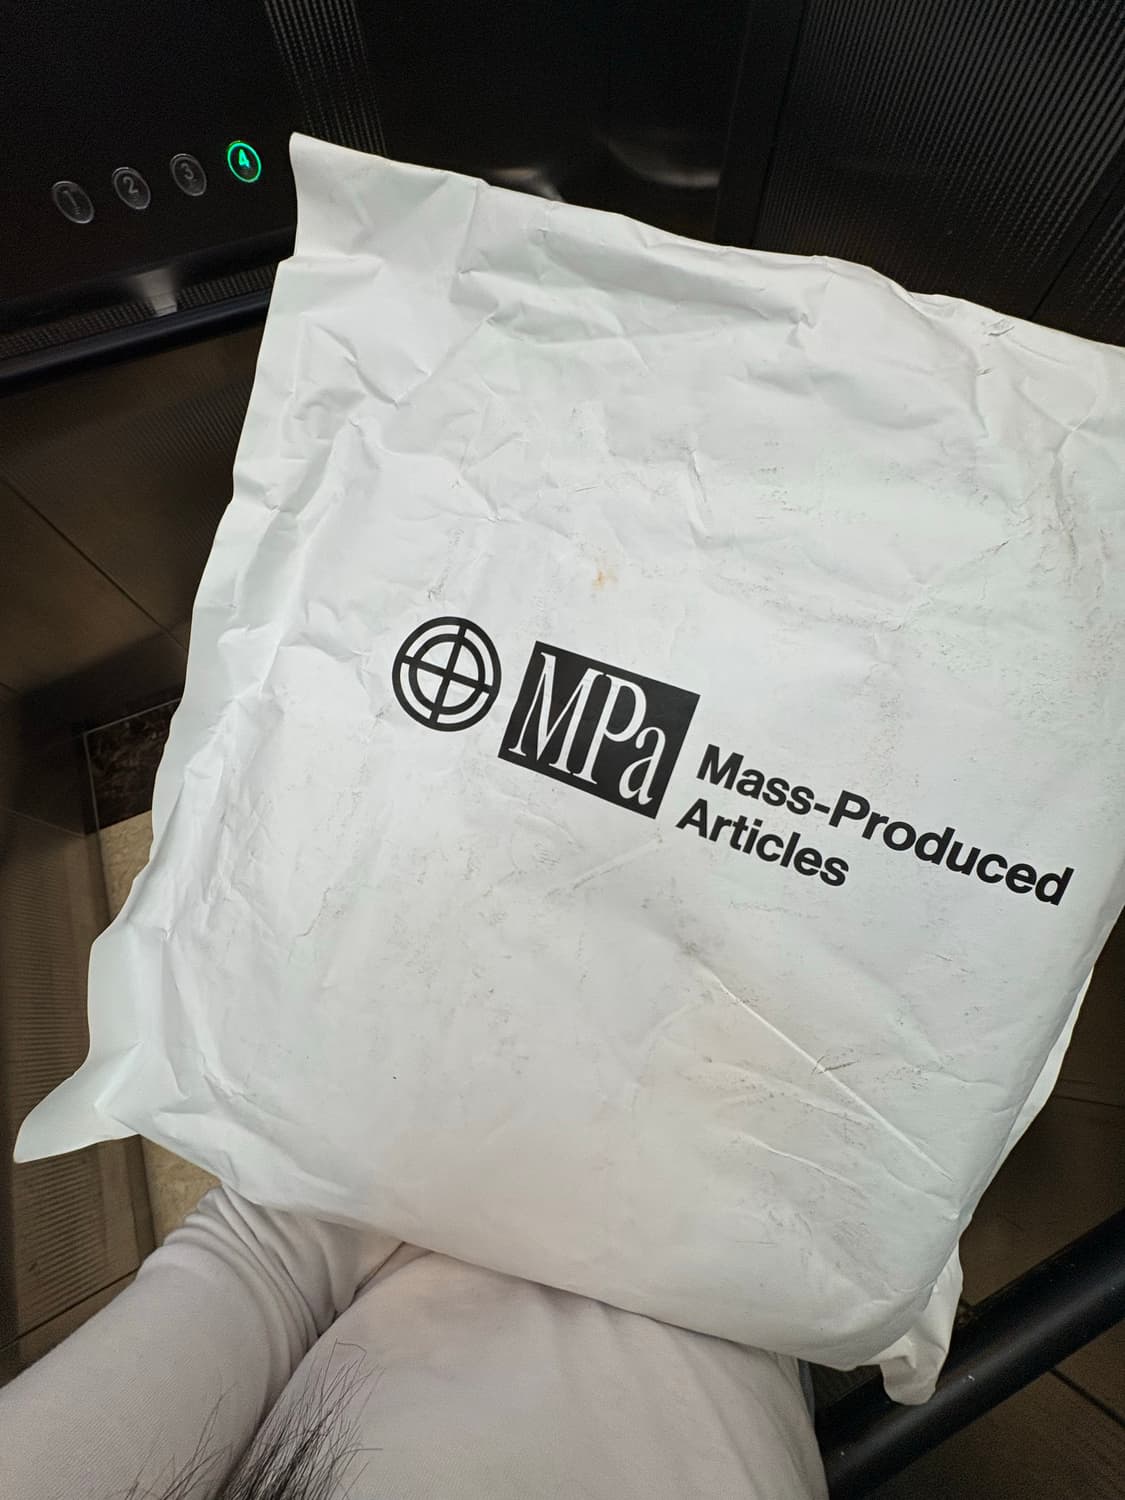 1 2 3 4
MPa
Mass-Produced
Articles